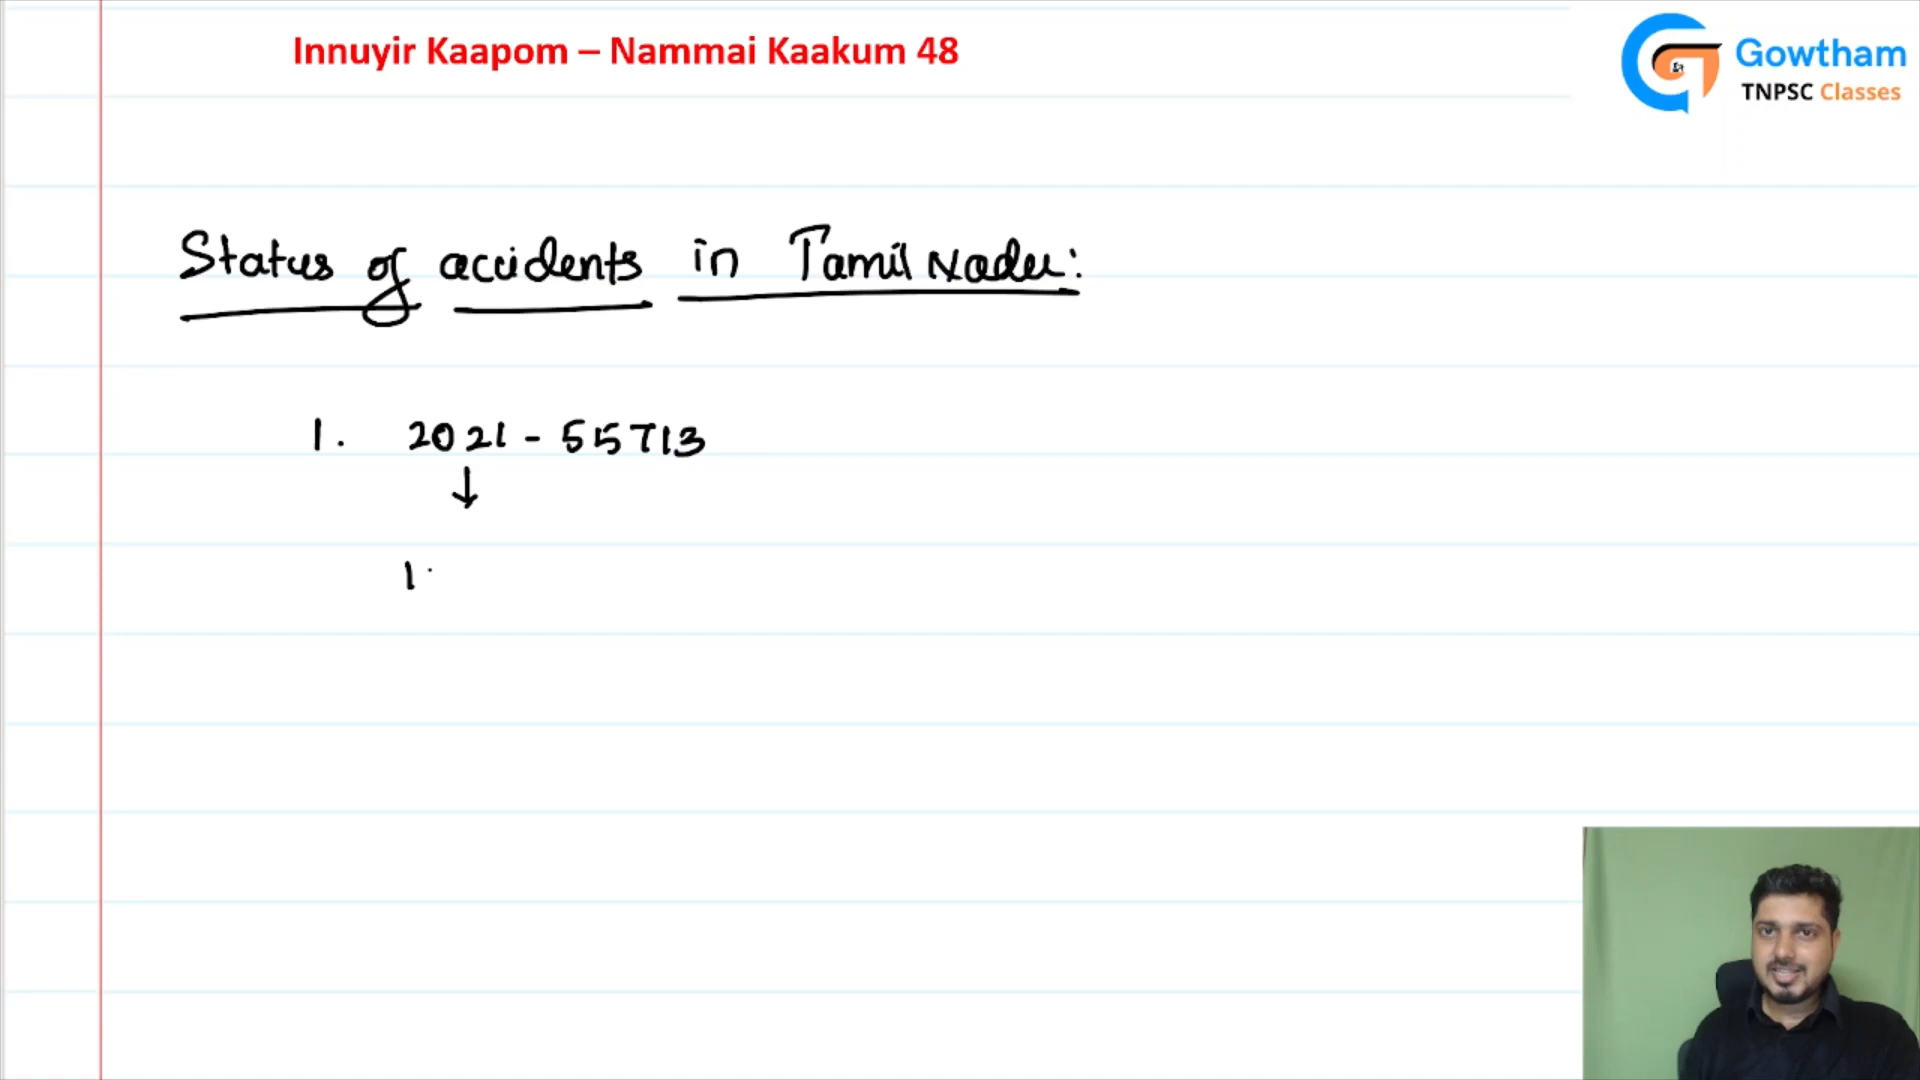 Innuyir Kaapom – Nammai Kaakum 48
Gowtham
TNPSC Classes
Status of accidents in Tamil Nadu:
1. 2021 - 55713
↓
1.